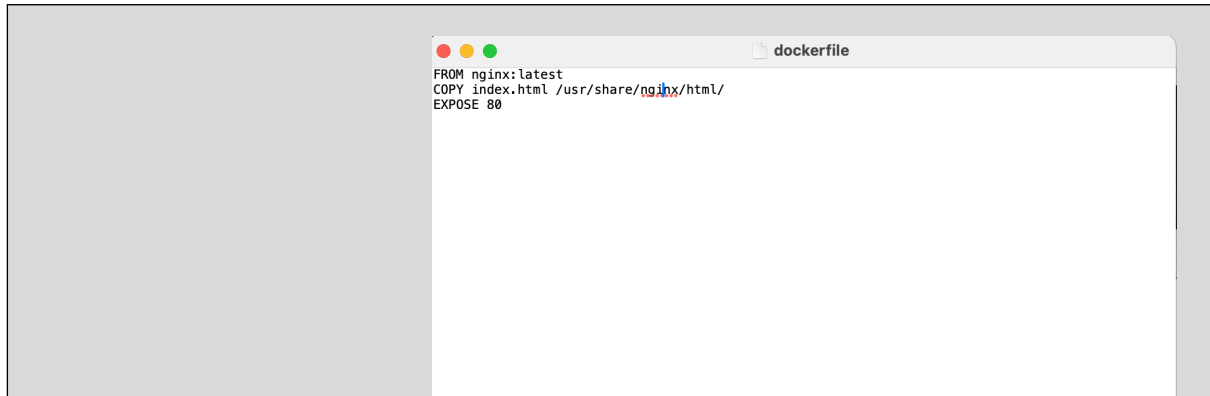 dockerfile
FROM nginx:latest
COPY index.html /usr/share/nginx/html/
EXPOSE 80